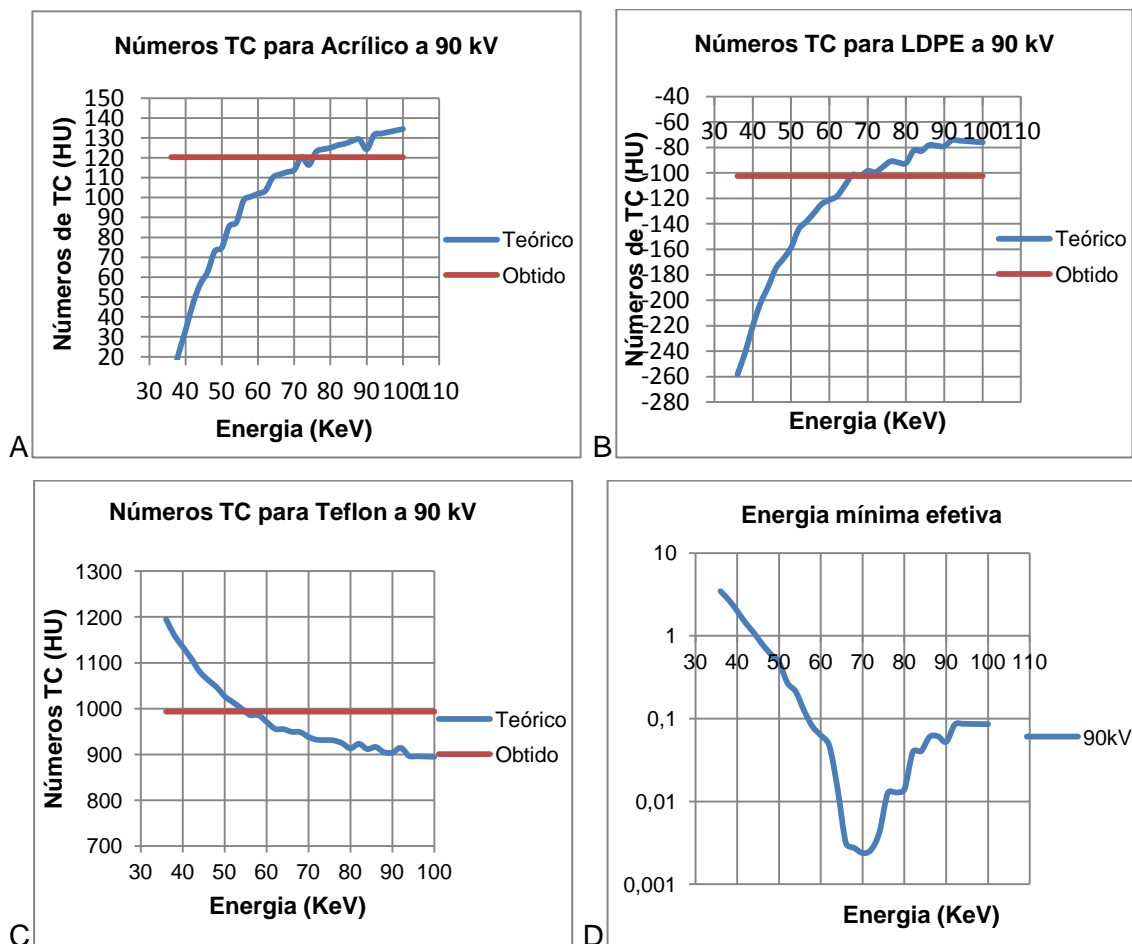 Números TC para Acrílico a 90 kV
Números de TC (HU)
150
140
130
120
110
100
90
80
70
60
50
40
30
20
30 40 50 60 70 80 90 100 110
Energia (KeV)
Teórico
Obtido
A
Números TC para LDPE a 90 kV
Números de TC (HU)
-40
-60
-80
-100
-120
-140
-160
-180
-200
-220
-240
-260
-280
30 40 50 60 70 80 90 100 110
Energia (KeV)
Teórico
Obtido
B
Números TC para Teflon a 90 kV
Números TC (HU)
1300
1200
1100
1000
900
800
700
30 40 50 60 70 80 90 100
Energia (KeV)
Teórico
Obtido
C
Energia mínima efetiva
10
1
0,1
0,01
0,001
30 40 50 60 70 80 90 100 110
Energia (KeV)
90kV
D